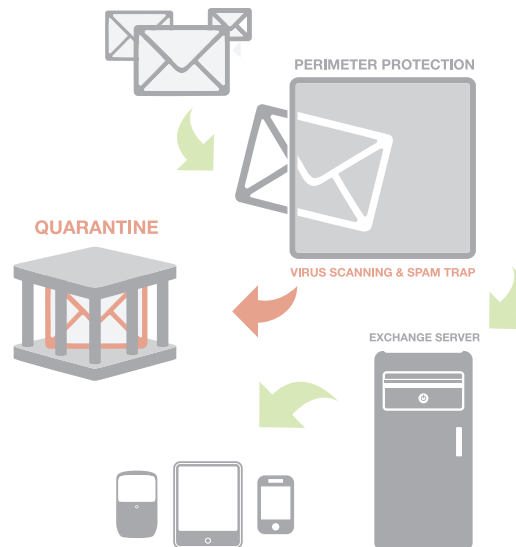 PERIMETER PROTECTION
QUARANTINE
VIRUS SCANNING & SPAM TRAP
EXCHANGE SERVER